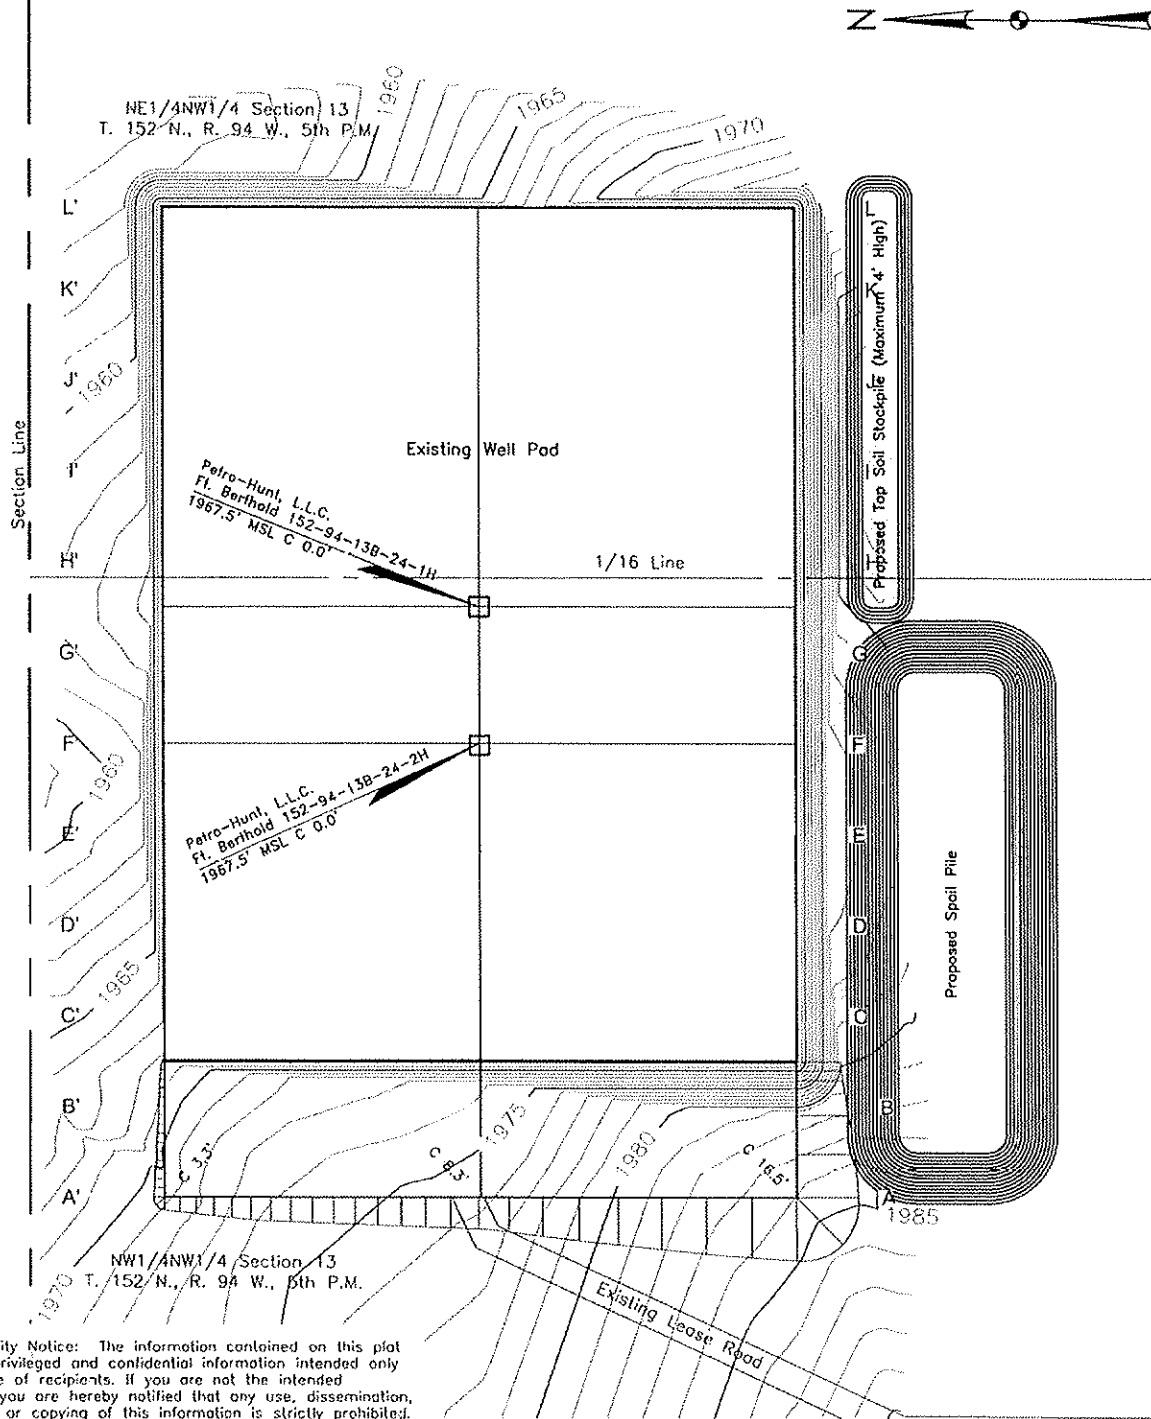 N
NE1/4NW1/4 Section 13
T. 152 N., R. 94 W., 5th P.M.
1960
1965
1970
L'
K'
J'
1960
I'
H'
G'
F'
1960
E'
D'
1965
C'
B'
A'
Section Line
Existing Well Pad
Petro-Hunt, L.L.C.
Ft. Berthold 152-94-13B-24-1H
1967.5' MSL C 0.0'
1/16 Line
Petro-Hunt, L.L.C.
Ft. Berthold 152-94-13B-24-2H
1967.5' MSL C 0.0'
Proposed Top Soil Stockpile (Maximum 4' High)
L
K
J
I
H
G
F
E
D
C
B
A
Proposed Spoil Pile
C 3.3'
C 8.3'
1975
1980
C 16.5'
1985
NW1/4NW1/4 Section 13
T. 152 N., R. 94 W., 5th P.M.
1970
Existing Lease Road
ity Notice: The information contained on this plat
rivileged and confidential information intended only
e of recipients. If you are not the intended
you are hereby notified that any use, dissemination,
or copying of this information is strictly prohibited.